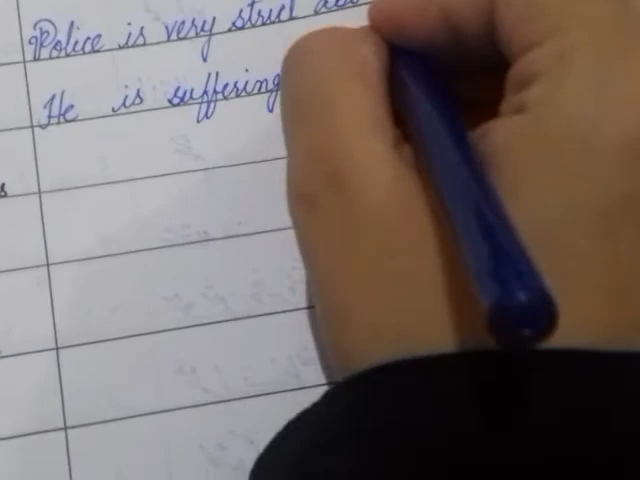 Police is very strict
He is suffering